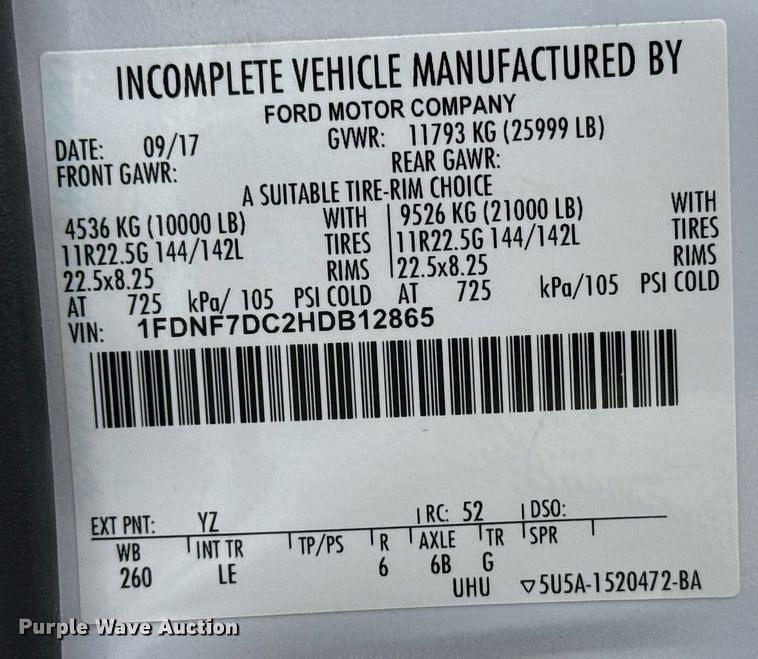 INCOMPLETE VEHICLE MANUFACTURED BY
FORD MOTOR COMPANY
DATE: 09/17 GVWR: 11793 KG (25999 LB)
FRONT GAWR: REAR GAWR:
A SUITABLE TIRE-RIM CHOICE
4536 KG (10000 LB) WITH 9526 KG (21000 LB) WITH
11R22.5G 144/142L TIRES 11R22.5G 144/142L TIRES
22.5x8.25 RIMS 22.5x8.25 RIMS
AT 725 kPa/ 105 PSI COLD AT 725 kPa/105 PSI COLD
VIN: 1FDNF7DC2HDB12865
EXT PNT: YZ RC: 52 DSO:
WB INT TR TP/PS R AXLE TR SPR
260 LE 6 6B G
UHU ▽5U5A-1520472-BA
Purple Wave Auction